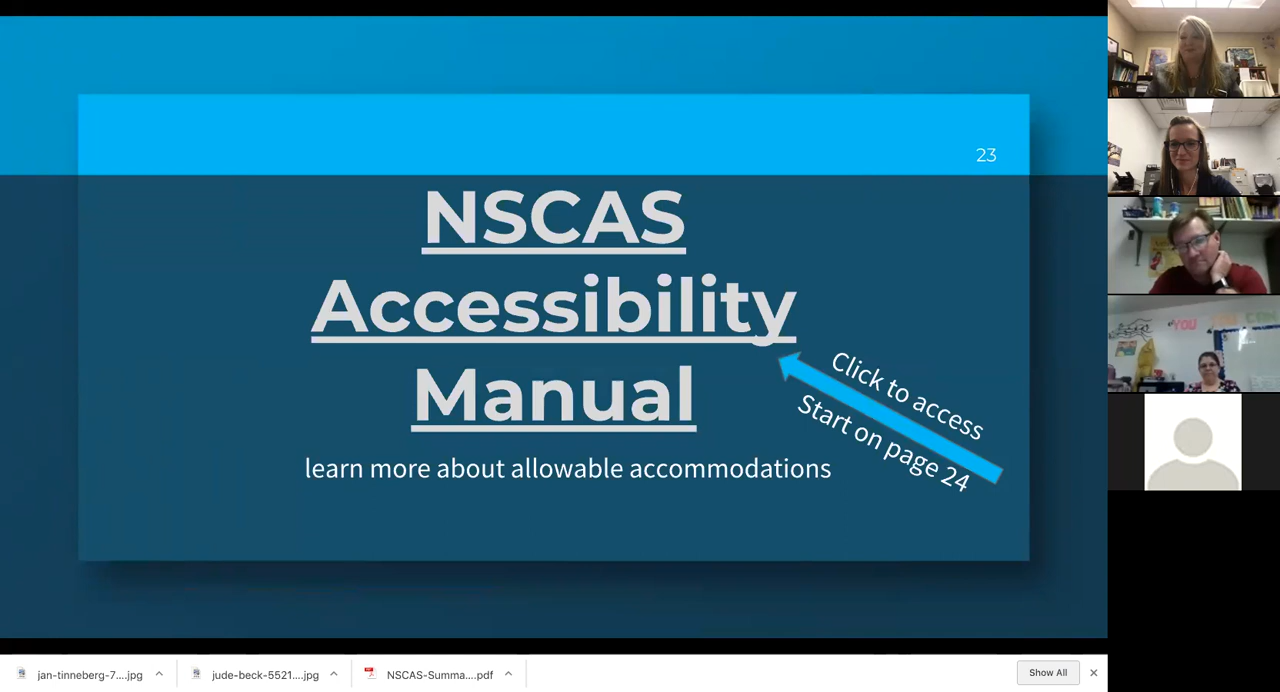 23
NSCAS
Accessibility
Manual
Click to access
Start on page 24
learn more about allowable accommodations
YOU
jan-tinneberg-7....jpg
jude-beck-5521....jpg
NSCAS-Summa....pdf
Show All